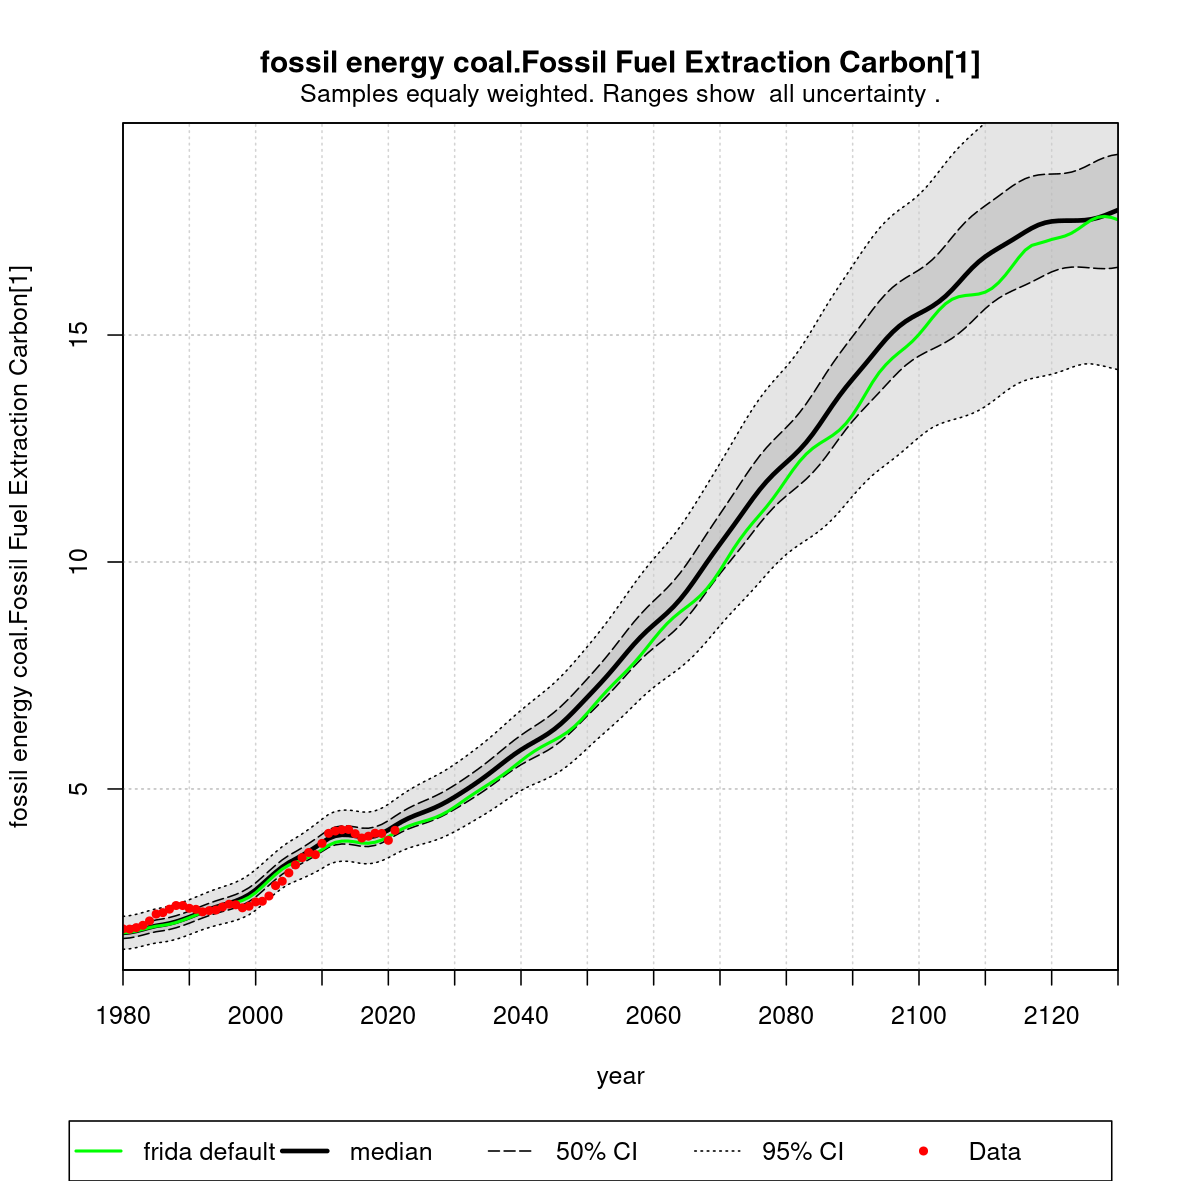 fossil energy coal.Fossil Fuel Extraction Carbon[1]
Samples equaly weighted. Ranges show  all uncertainty .
fossil energy coal.Fossil Fuel Extraction Carbon[1]
15
10
5
1980 2000 2020 2040 2060 2080 2100 2120
year
frida default median 50% CI 95% CI Data